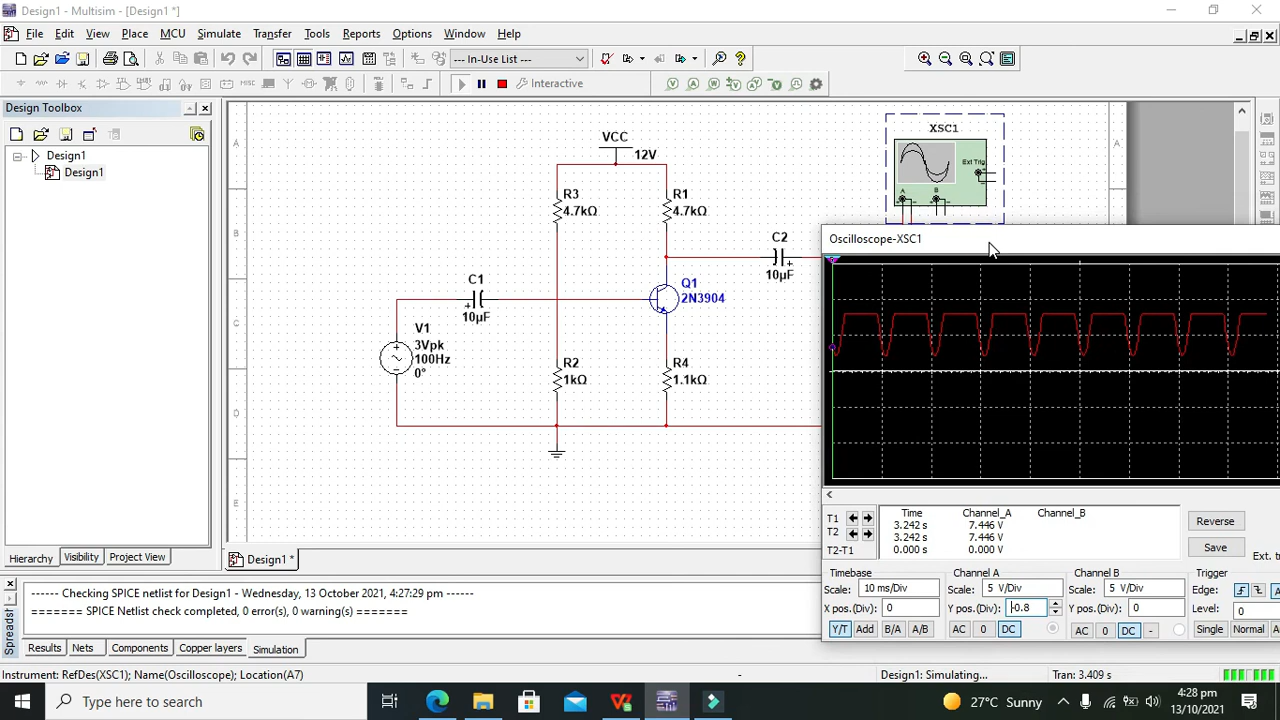 Design1 - Multisim - [Design1 *]
File Edit View Place MCU Simulate Transfer Tools Reports Options Window Help
--- In-Use List ---
Interactive
Design Toolbox
Design1
Design1
Hierarchy Visibility Project View
A
B
C
D
E
A
VCC
12V
R3
4.7kΩ
R1
4.7kΩ
C2
10µF
C1
10µF
Q1
2N3904
V1
3Vpk
100Hz
0°
R2
1kΩ
R4
1.1kΩ
XSC1
Ext Trig
A B
Design1 *
Oscilloscope-XSC1
Time Channel_A Channel_B
T1 3.242 s 7.446 V
T2 3.242 s 7.446 V
T2-T1 0.000 s 0.000 V
Reverse
Save
Ext. tr
Timebase Channel A Channel B Trigger
Scale: 10 ms/Div Scale: 5 V/Div Scale: 5 V/Div Edge:
X pos.(Div): 0 Y pos.(Div): -0.8 Y pos.(Div): 0 Level: 0
Y/T Add B/A A/B AC 0 DC AC 0 DC - Single Normal
Spreadsh
------ Checking SPICE netlist for Design1 - Wednesday, 13 October 2021, 4:27:29 pm ------
======= SPICE Netlist check completed, 0 error(s), 0 warning(s) =======
Results Nets Components Copper layers Simulation
Instrument: RefDes(XSC1); Name(Oscilloscope); Location(A7) - Design1: Simulating... Tran: 3.409 s
Type here to search
27°C Sunny
4:28 pm
13/10/2021